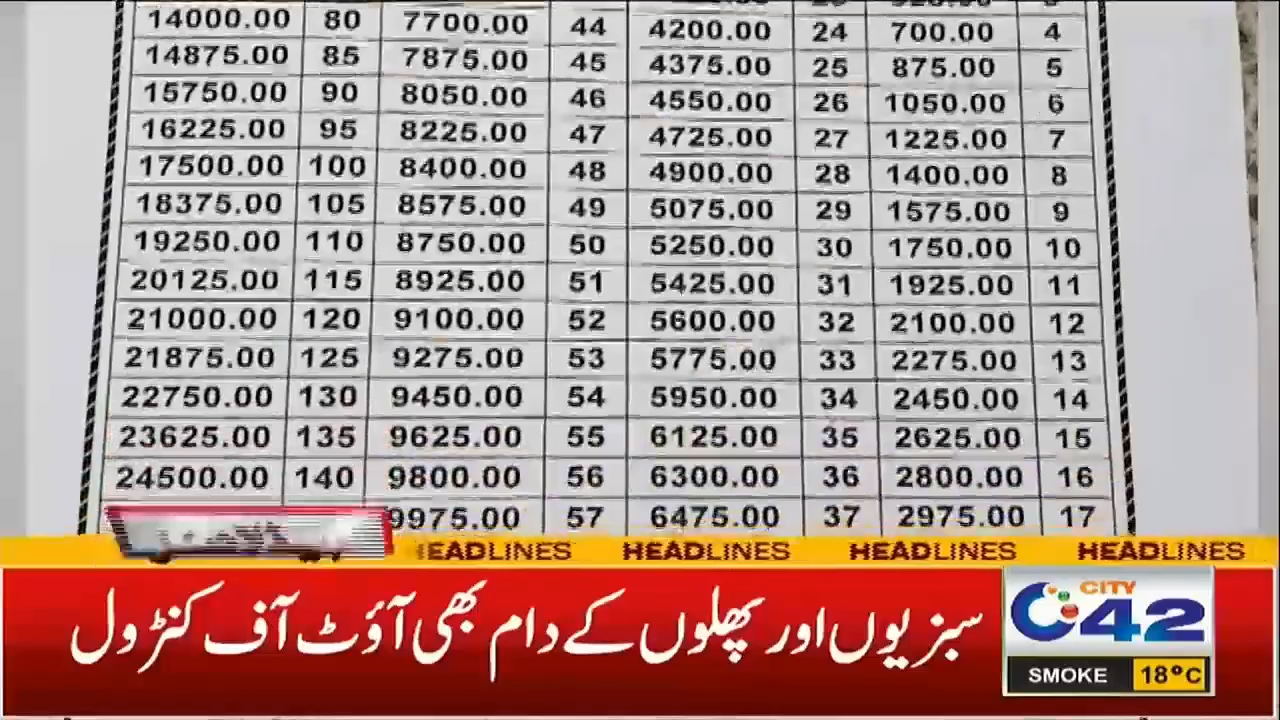 14000.00 80 7700.00 44 4200.00 24 700.00 4
14875.00 85 7875.00 45 4375.00 25 875.00 5
15750.00 90 8050.00 46 4550.00 26 1050.00 6
16225.00 95 8225.00 47 4725.00 27 1225.00 7
17500.00 100 8400.00 48 4900.00 28 1400.00 8
18375.00 105 8575.00 49 5075.00 29 1575.00 9
19250.00 110 8750.00 50 5250.00 30 1750.00 10
20125.00 115 8925.00 51 5425.00 31 1925.00 11
21000.00 120 9100.00 52 5600.00 32 2100.00 12
21875.00 125 9275.00 53 5775.00 33 2275.00 13
22750.00 130 9450.00 54 5950.00 34 2450.00 14
23625.00 135 9625.00 55 6125.00 35 2625.00 15
24500.00 140 9800.00 56 6300.00 36 2800.00 16
9975.00 57 6475.00 37 2975.00 17
HEADLINES HEADLINES HEADLINES HEADLINES
سبزیوں اور پھلوں کے دام بھی آؤٹ آف کنٹرول
CITY
42
SMOKE 18°C